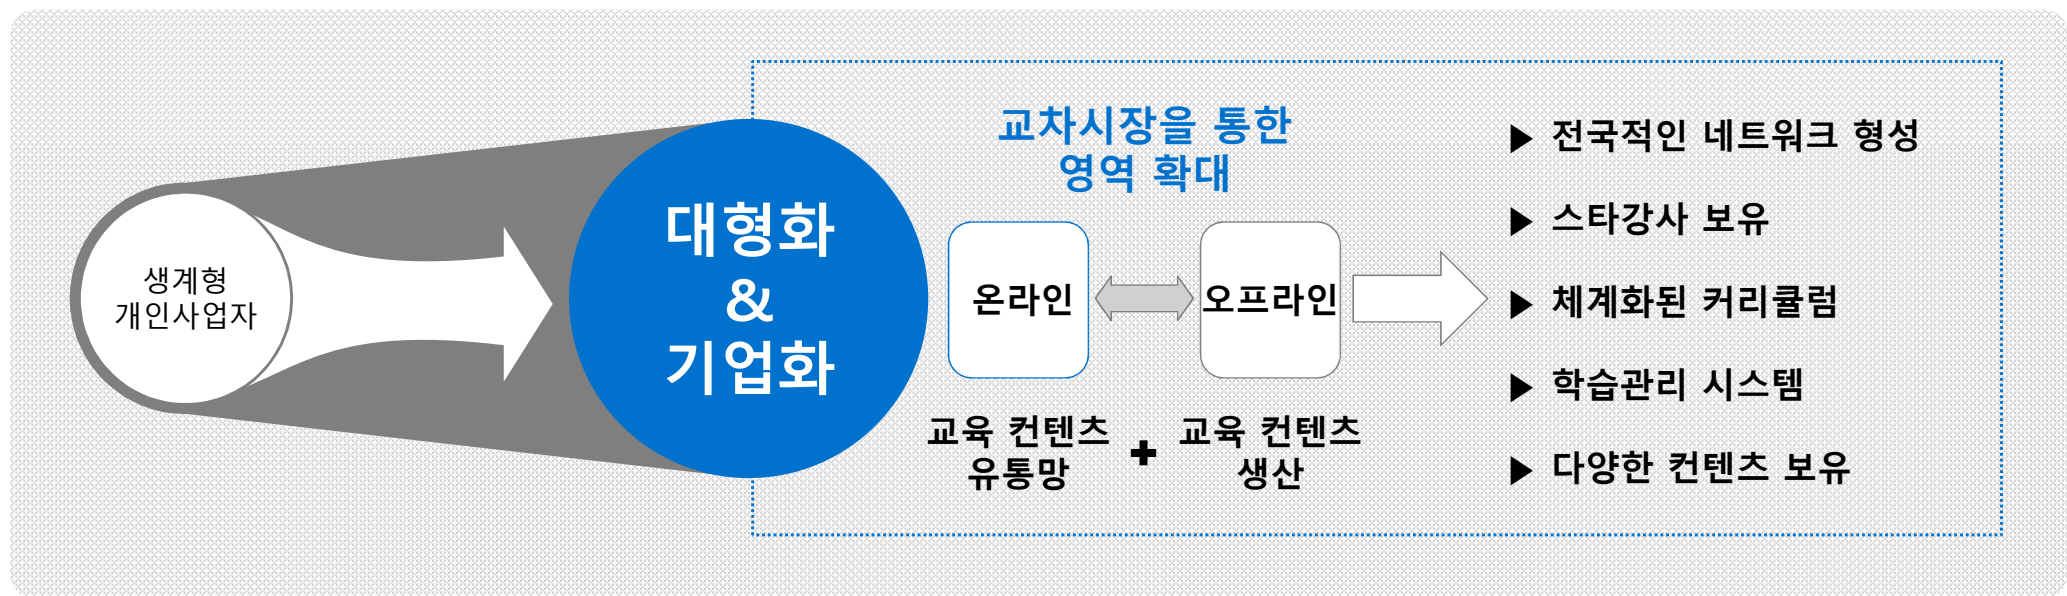 생계형
개인사업자
대형화
&
기업화
교차시장을 통한
영역 확대
온라인
오프라인
교육 컨텐츠
유통망
+
교육 컨텐츠
생산
▶ 전국적인 네트워크 형성
▶ 스타강사 보유
▶ 체계화된 커리큘럼
▶ 학습관리 시스템
▶ 다양한 컨텐츠 보유